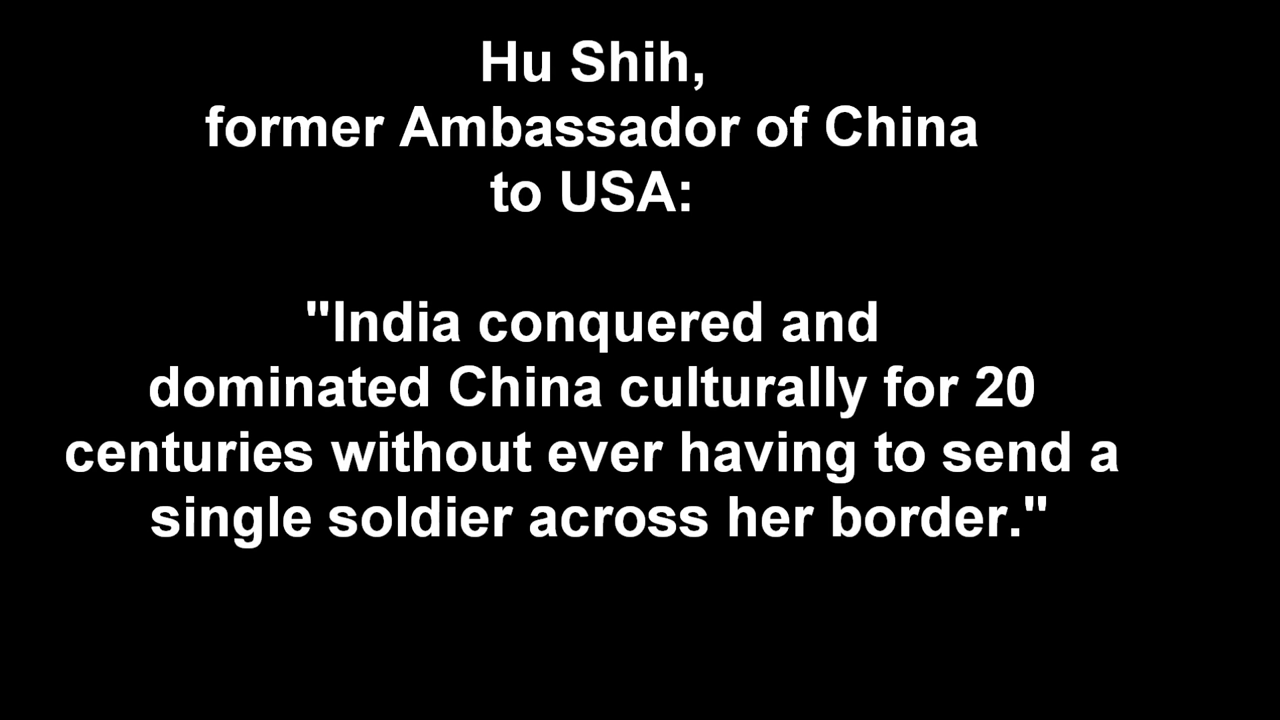 Hu Shih,
former Ambassador of China
to USA:
"India conquered and
dominated China culturally for 20
centuries without ever having to send a
single soldier across her border."